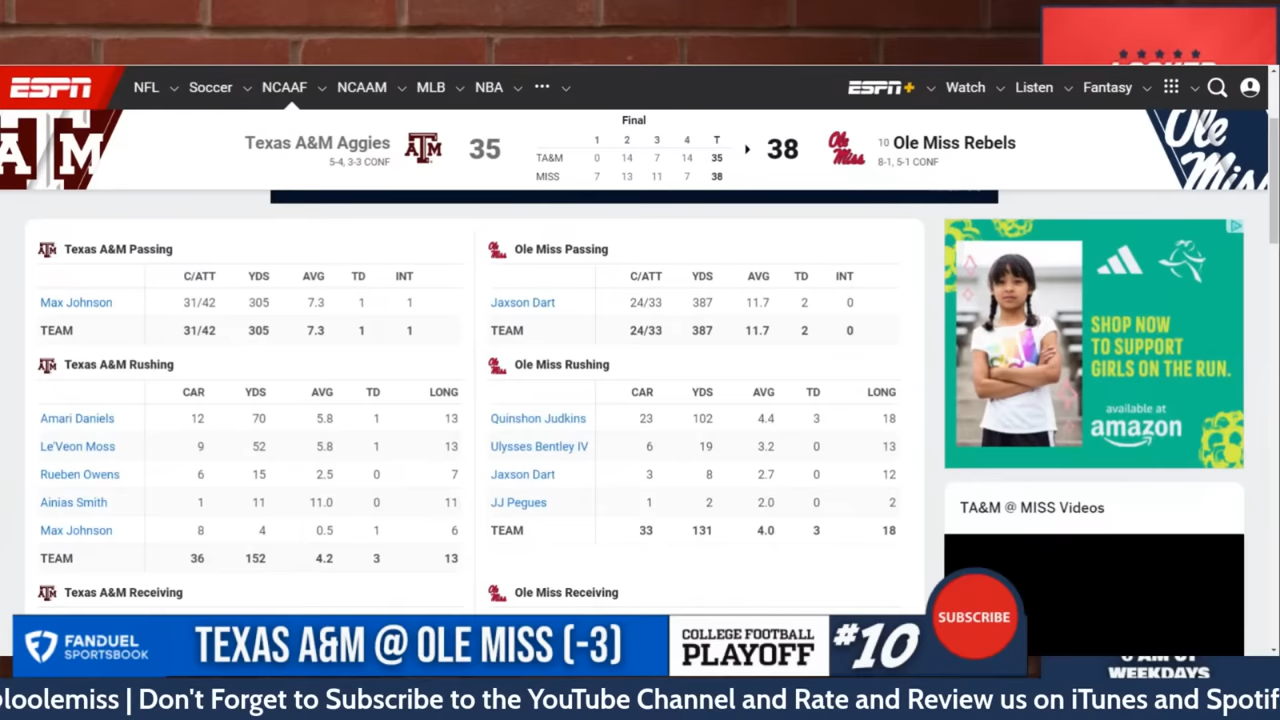 ESPN NFL Soccer NCAAF NCAAM MLB NBA ••• ESPN+ Watch Listen Fantasy
Final
Texas A&M Aggies
5-4, 3-3 CONF
35
1 2 3 4 T
TA&M 0 14 7 14 35
MISS 7 13 11 7 38
38
10 Ole Miss Rebels
8-1, 5-1 CONF
Texas A&M Passing
C/ATT YDS AVG TD INT
Max Johnson 31/42 305 7.3 1 1
TEAM 31/42 305 7.3 1 1
Ole Miss Passing
C/ATT YDS AVG TD INT
Jaxson Dart 24/33 387 11.7 2 0
TEAM 24/33 387 11.7 2 0
Texas A&M Rushing
CAR YDS AVG TD LONG
Amari Daniels 12 70 5.8 1 13
Le'Veon Moss 9 52 5.8 1 13
Rueben Owens 6 15 2.5 0 7
Ainias Smith 1 11 11.0 0 11
Max Johnson 8 4 0.5 1 6
TEAM 36 152 4.2 3 13
Ole Miss Rushing
CAR YDS AVG TD LONG
Quinshon Judkins 23 102 4.4 3 18
Ulysses Bentley IV 6 19 3.2 0 13
Jaxson Dart 3 8 2.7 0 12
JJ Pegues 1 2 2.0 0 2
TEAM 33 131 4.0 3 18
Texas A&M Receiving
Ole Miss Receiving
SHOP NOW
TO SUPPORT
GIRLS ON THE RUN.
available at
amazon
TA&M @ MISS Videos
SUBSCRIBE
FANDUEL
SPORTSBOOK
TEXAS A&M @ OLE MISS (-3)
COLLEGE FOOTBALL
PLAYOFF
#10
WEEKDAYS
loolemiss | Don't Forget to Subscribe to the YouTube Channel and Rate and Review us on iTunes and Spotif